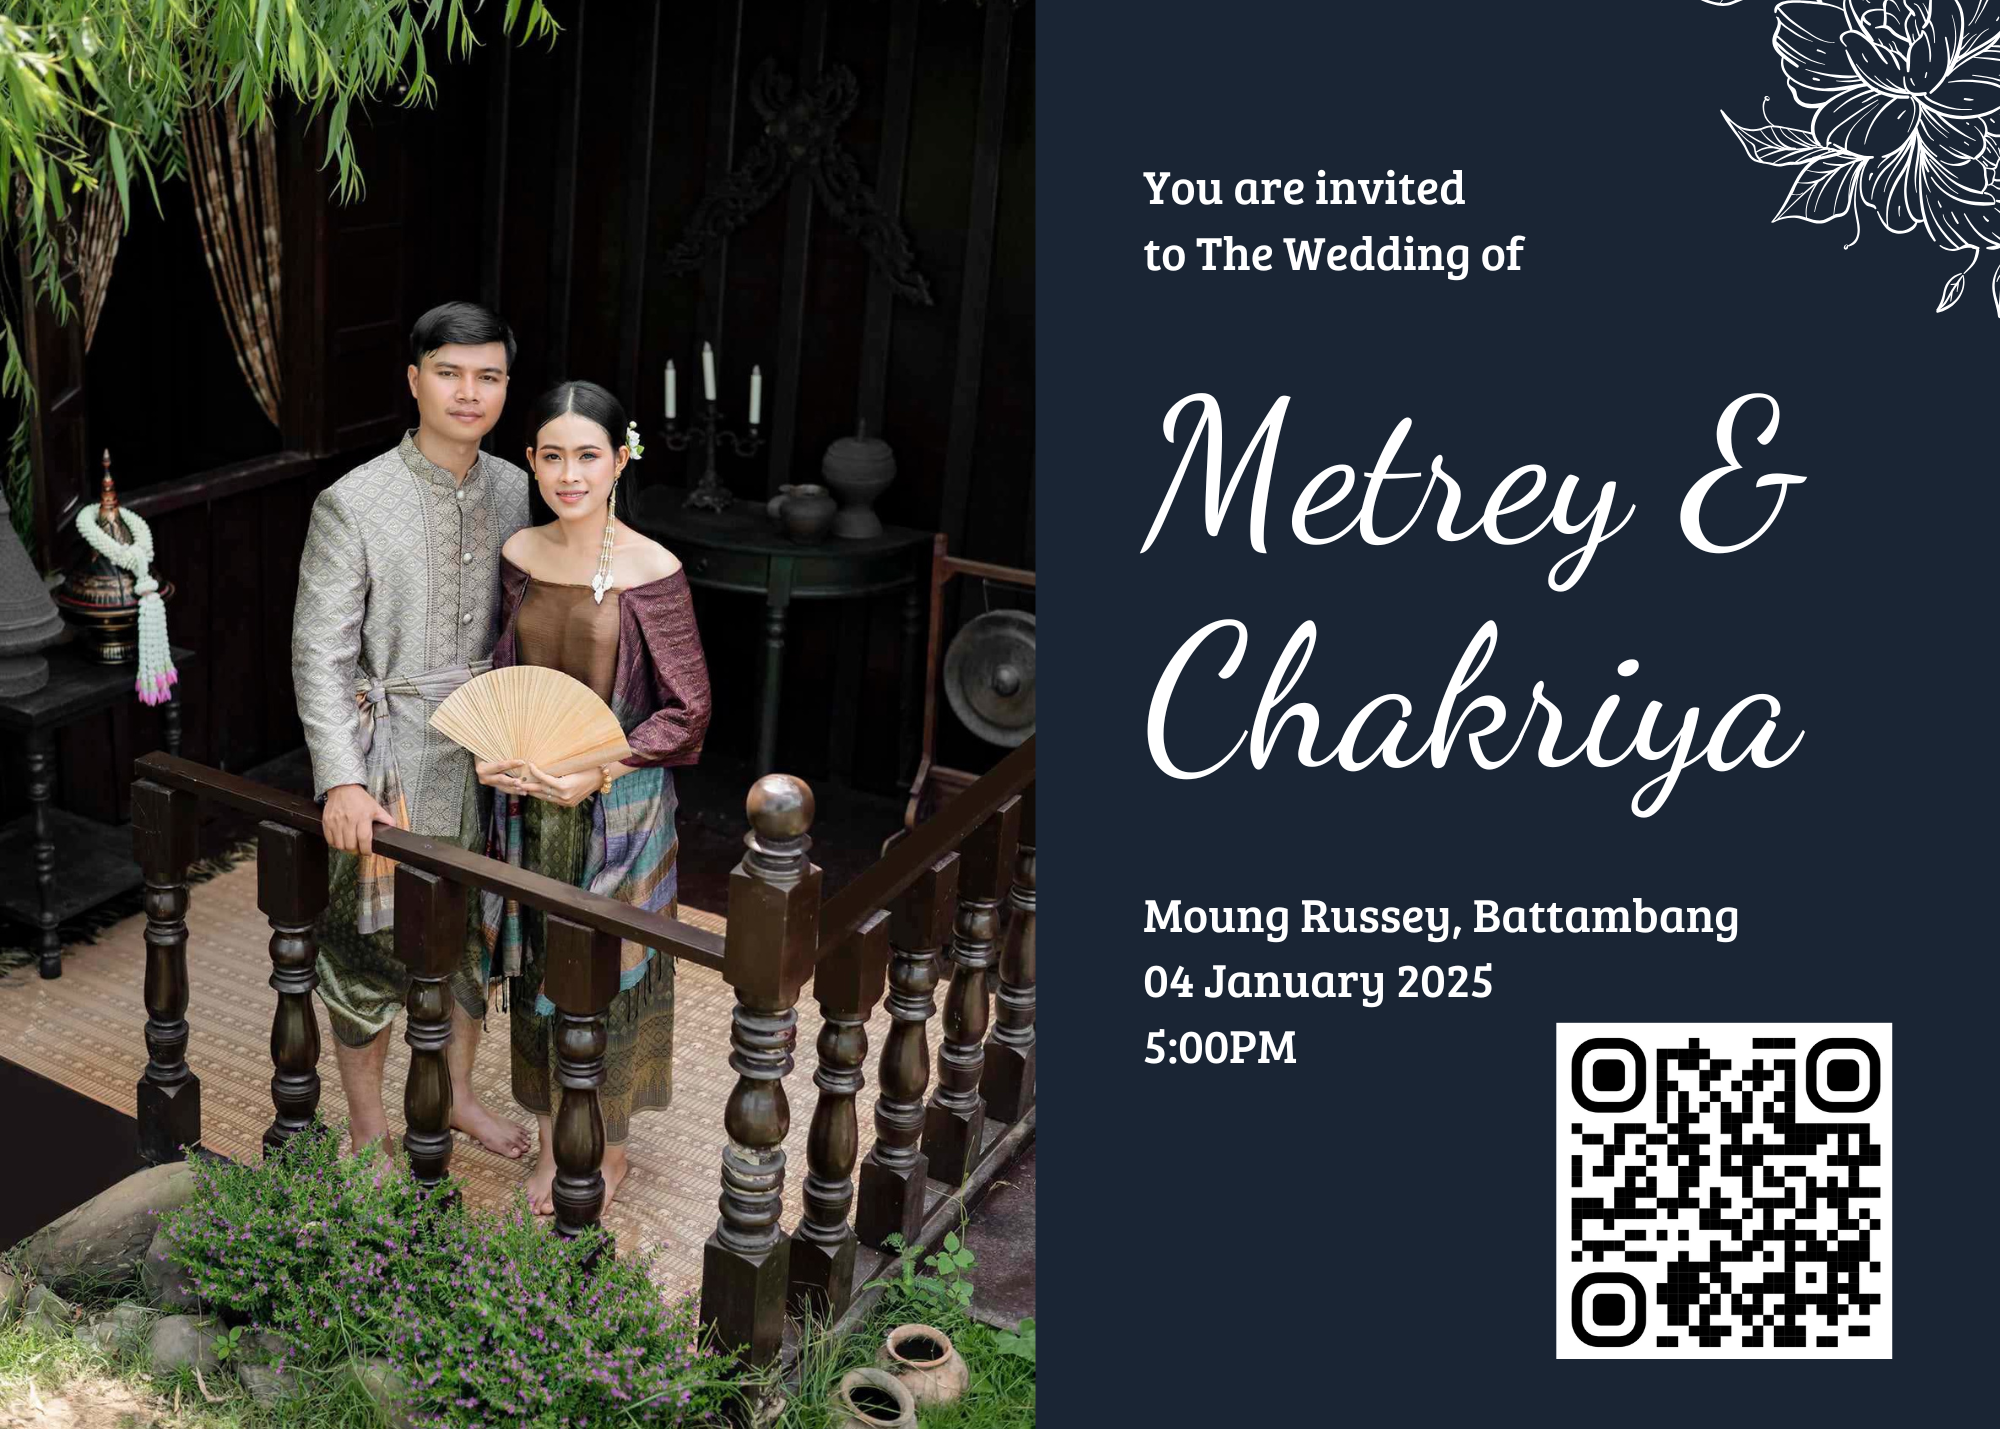 You are invited
to The Wedding of
Metrey &
Chakriya
Moung Russey, Battambang
04 January 2025
5:00PM